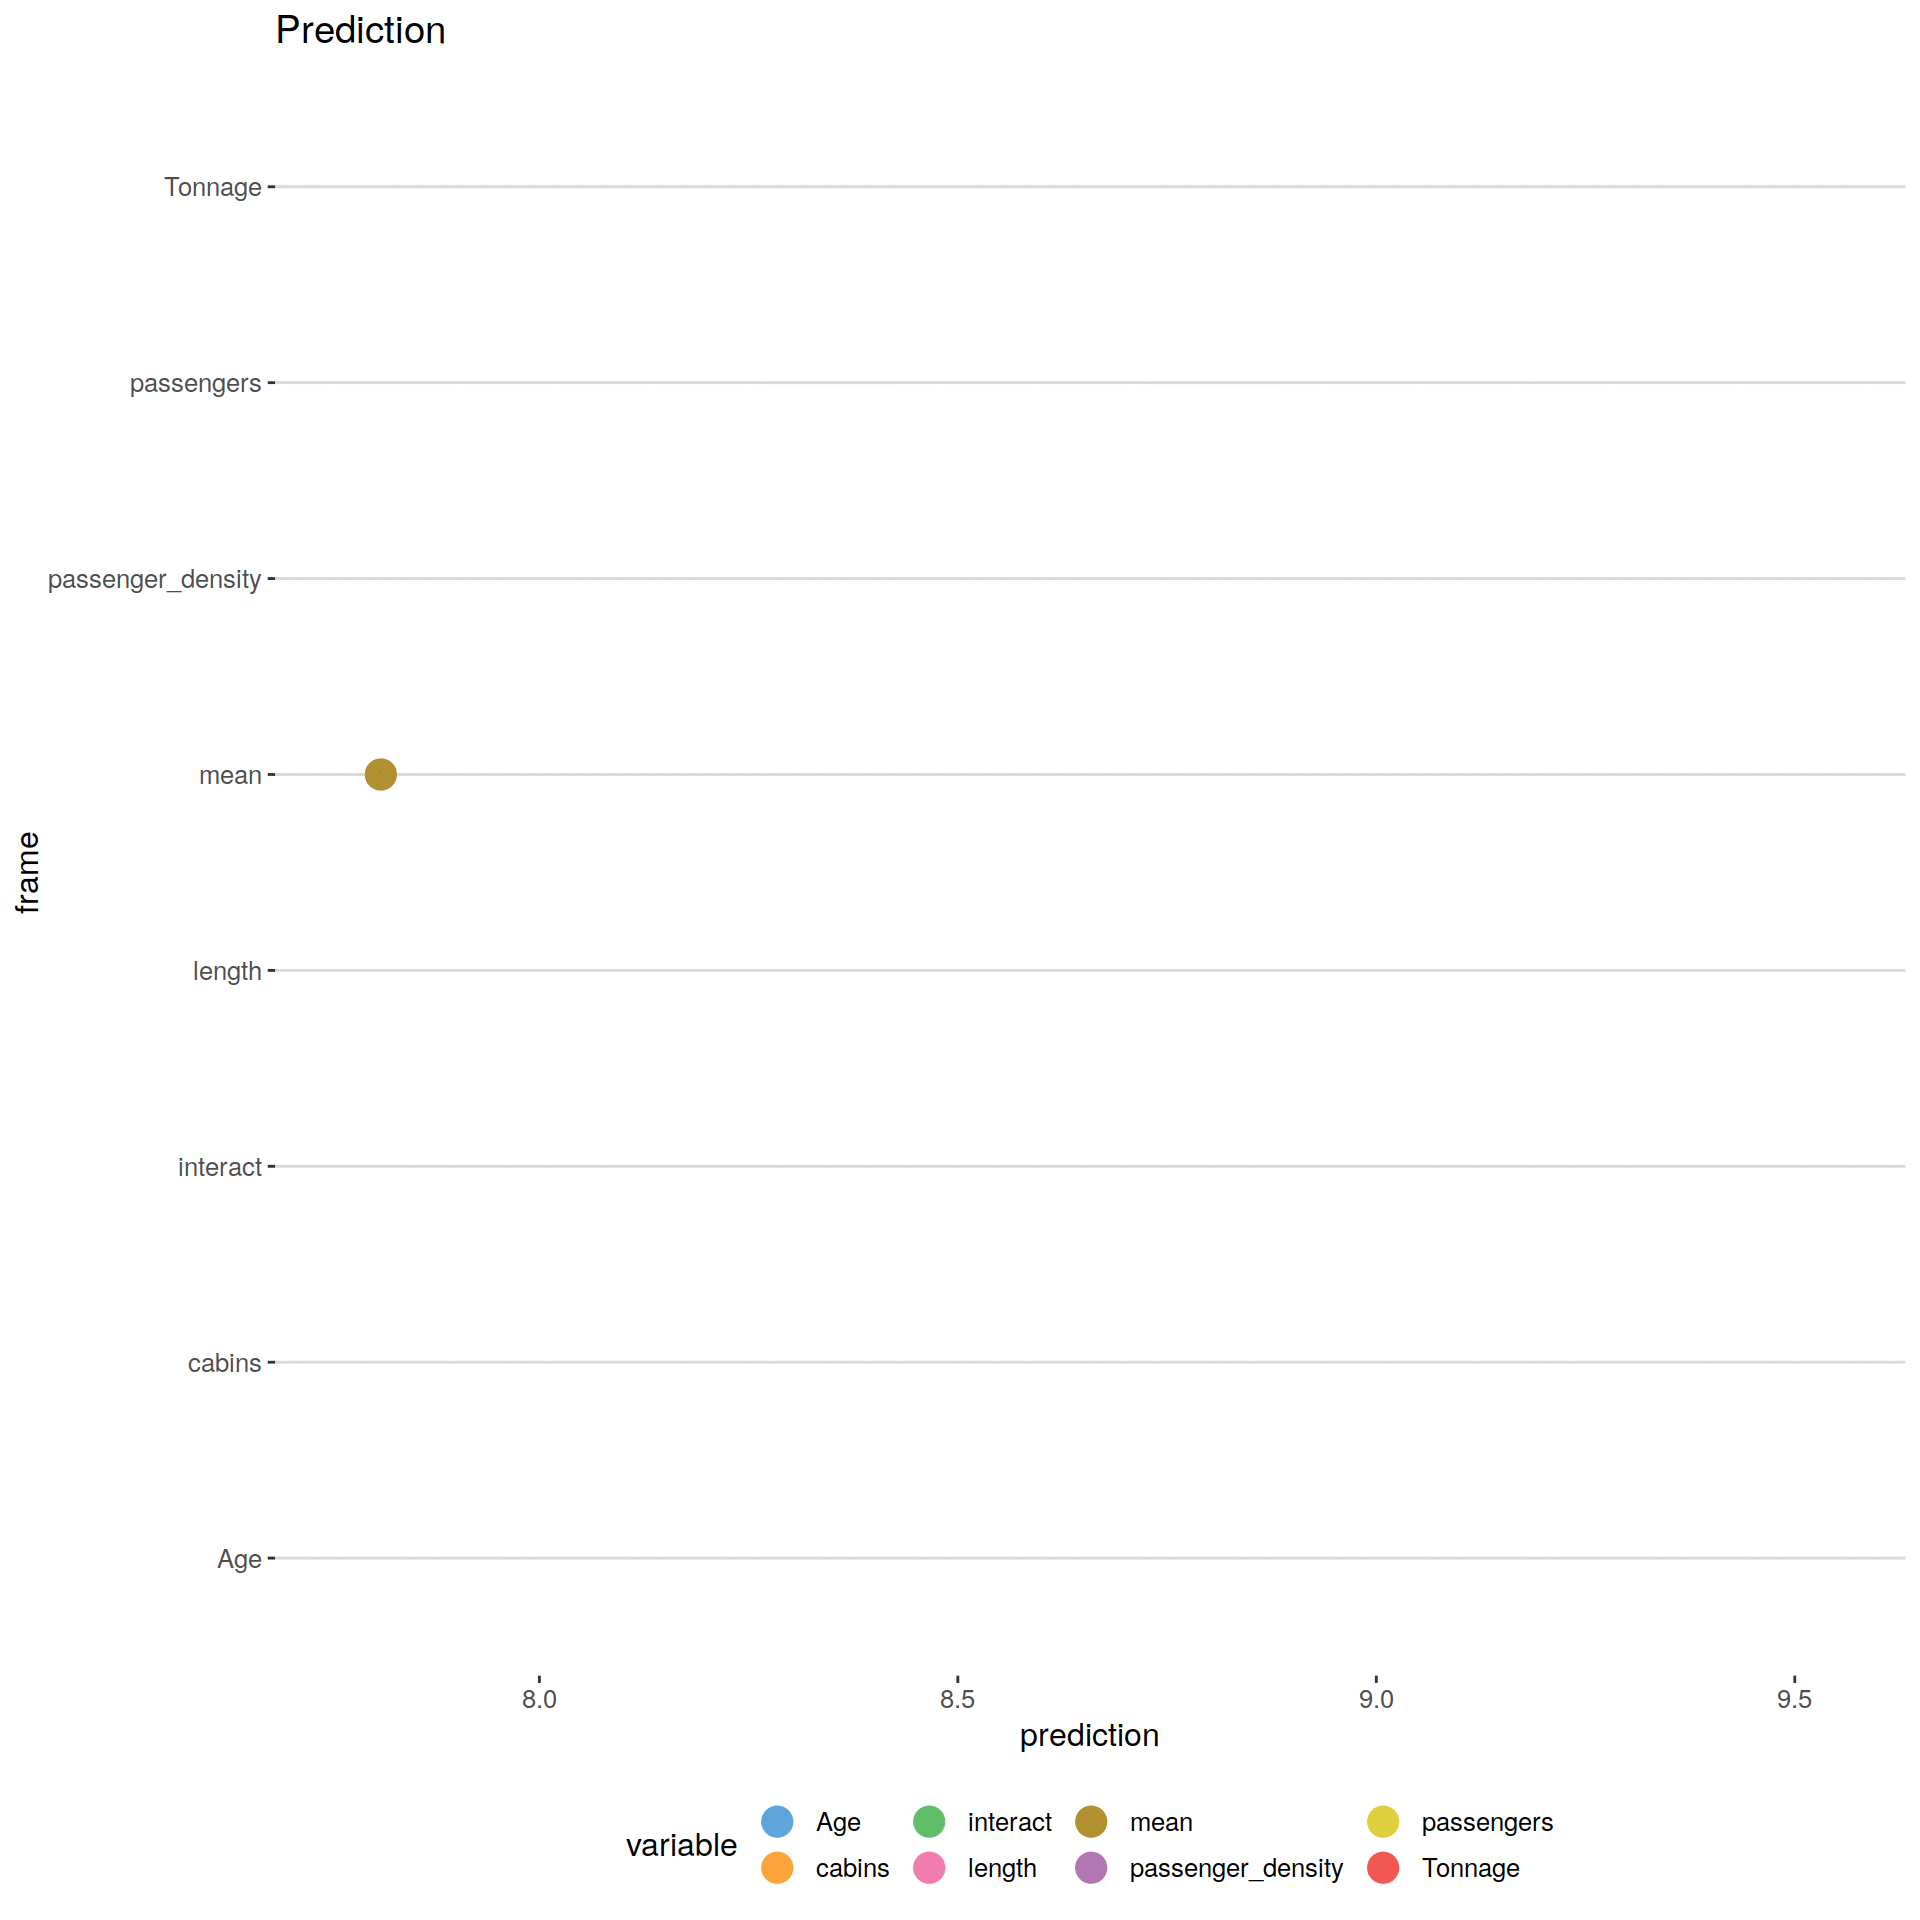 Prediction
Tonnage
passengers
passenger_density
mean
length
interact
cabins
Age
frame
8.0 8.5 9.0 9.5
prediction
variable
Age interact mean passengers
cabins length passenger_density Tonnage